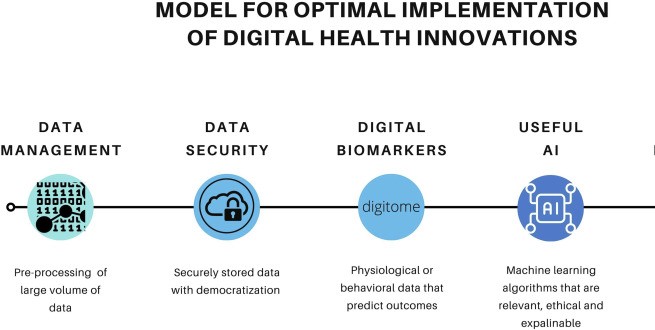 MODEL FOR OPTIMAL IMPLEMENTATION
OF DIGITAL HEALTH INNOVATIONS
DATA
MANAGEMENT
Pre-processing of
large volume of
data
DATA
SECURITY
Securely stored data
with democratization
DIGITAL
BIOMARKERS
digitome
Physiological or
behavioral data that
predict outcomes
USEFUL
AI
AI
Machine learning
algorithms that are
relevant, ethical and
expalinable